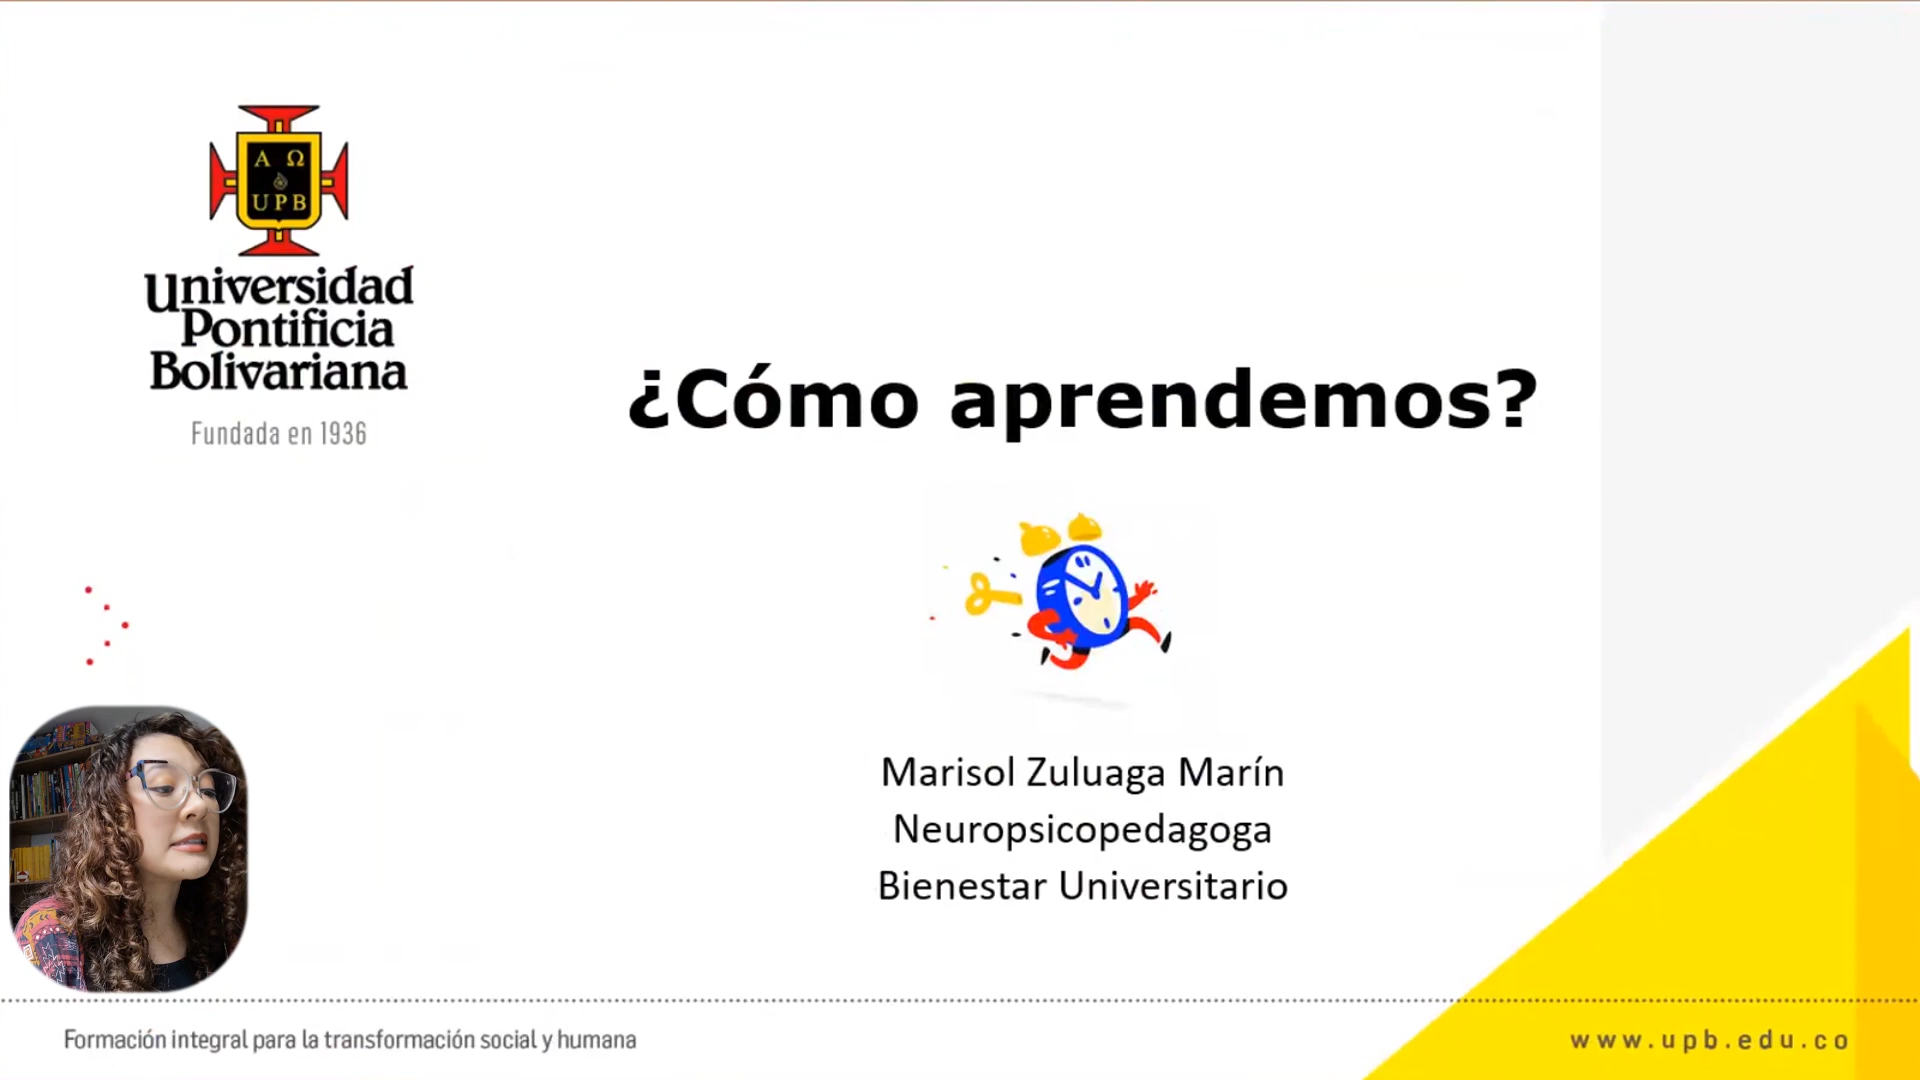 Α Ω
UPB
Universidad
Pontificia
Bolivariana
Fundada en 1936
¿Cómo aprendemos?
Marisol Zuluaga Marín
Neuropsicopedagoga
Bienestar Universitario
Formación integral para la transformación social y humana
www.upb.edu.co